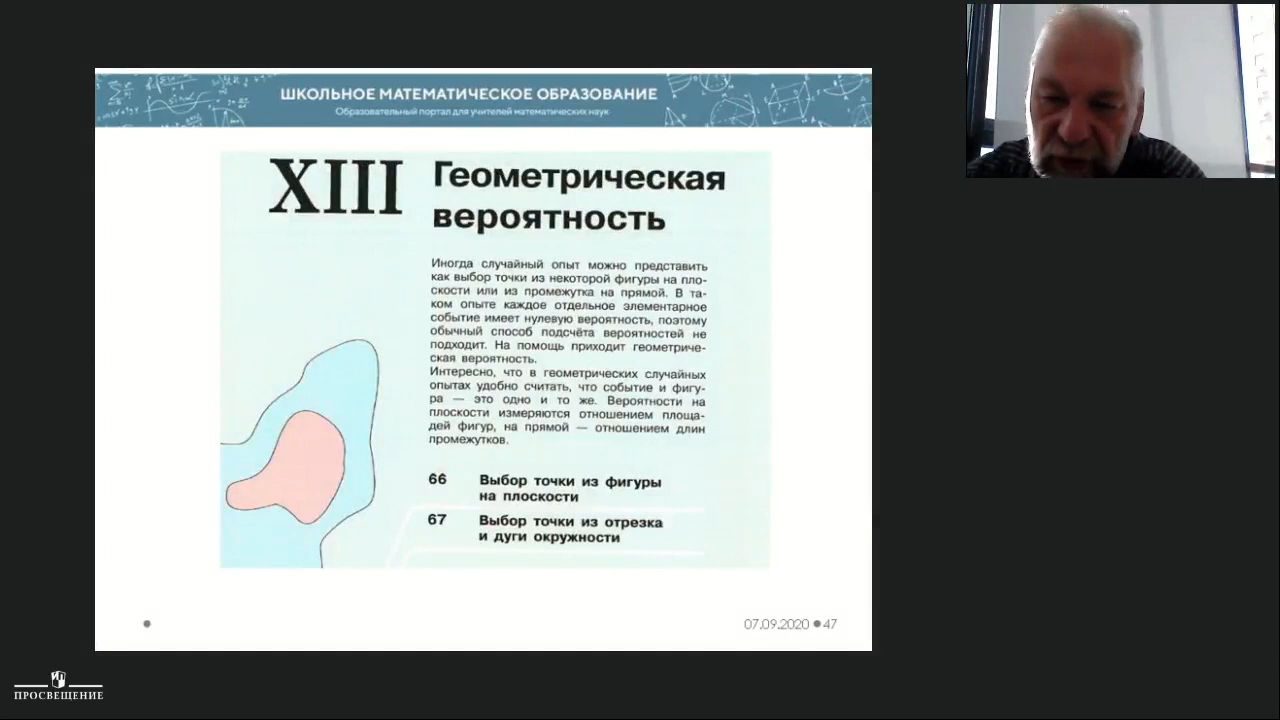 ШКОЛЬНОЕ МАТЕМАТИЧЕСКОЕ ОБРАЗОВАНИЕ
Образовательный портал для учителей математических наук
XIII
Геометрическая
вероятность
Иногда случайный опыт можно представить
как выбор точки из некоторой фигуры на пло-
скости или из промежутка на прямой. В та-
ком опыте каждое отдельное элементарное
событие имеет нулевую вероятность, поэтому
обычный способ подсчёта вероятностей не
подходит. На помощь приходит геометриче-
ская вероятность.
Интересно, что в геометрических случайных
опытах удобно считать, что событие и фигу-
ра — это одно и то же. Вероятности на
плоскости измеряются отношением площа-
дей фигур, на прямой — отношением длин
промежутков.
66 Выбор точки из фигуры
на плоскости
67 Выбор точки из отрезка
и дуги окружности
07.09.2020 ● 47
ПРОСВЕЩЕНИЕ